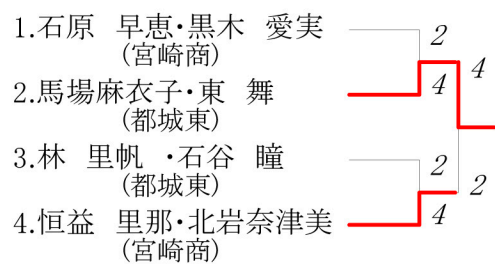 1.石原 早恵・黒木 愛実
(宮崎商)
2
4
2.馬場麻衣子・東 舞
4
(都城東)
3.林 里帆 ・石谷 瞳
2
(都城東)
2
4.恒益 里那・北岩奈津美
4
(宮崎商)